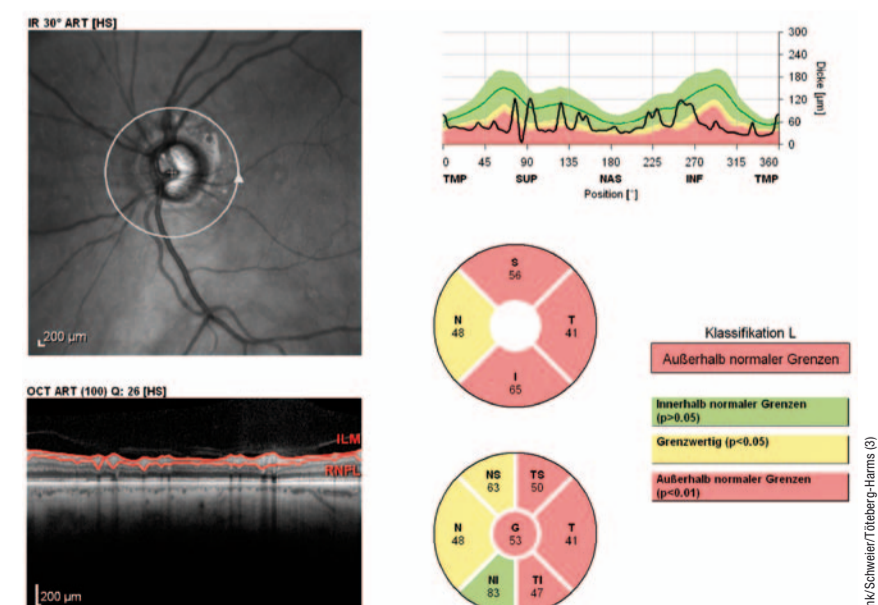 IR 30° ART [HS]
200 µm
300
240
180
120
60
0
Dicke [µm]
0 45 90 135 180 225 270 315 360
TMP SUP NAS INF TMP
Position [°]
S
56
N
48
T
41
I
65
Klassifikation L
Außerhalb normaler Grenzen
OCT ART (100) Q: 26 [HS]
ILM
RNFL
200 µm
NS
63
TS
50
N
48
G
53
T
41
NI
83
TI
47
Innerhalb normaler Grenzen
(p>0.05)
Grenzwertig (p<0.05)
Außerhalb normaler Grenzen
(p<0.01)
/Schweier/Töteberg-Harms (3)